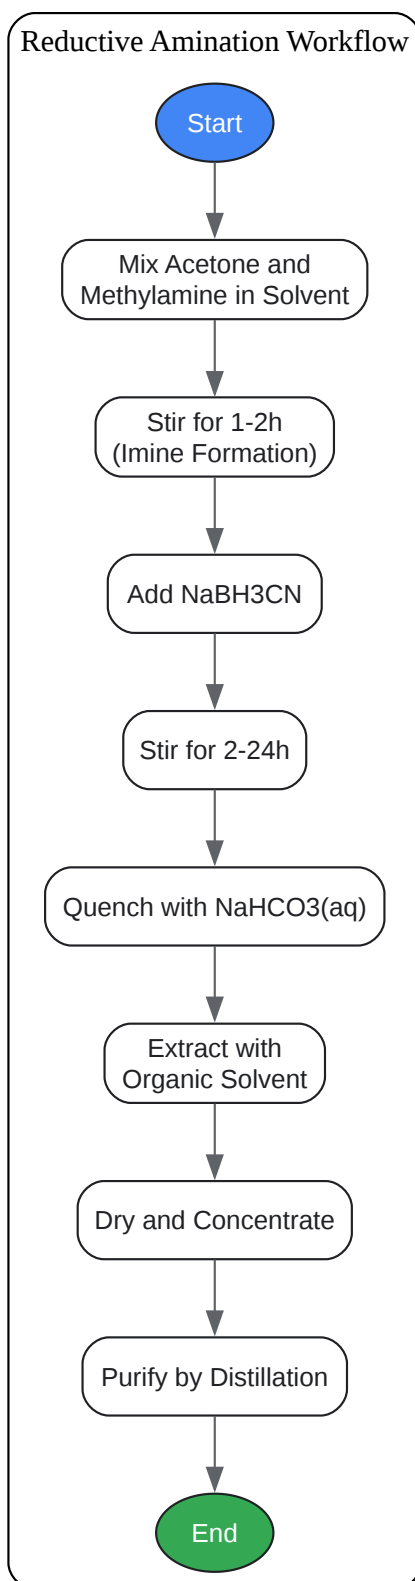 Reductive Amination Workflow
Start
Mix Acetone and
Methylamine in Solvent
Stir for 1-2h
(Imine Formation)
Add NaBH3CN
Stir for 2-24h
Quench with NaHCO3(aq)
Extract with
Organic Solvent
Dry and Concentrate
Purify by Distillation
End